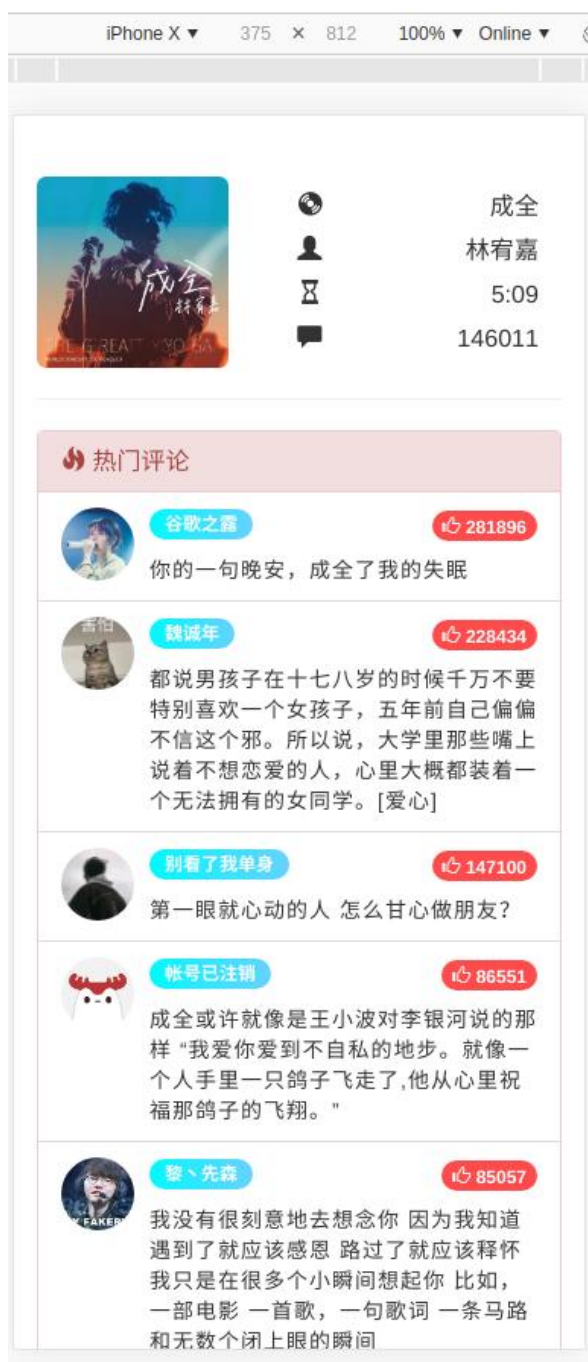 iPhone X ▼ 375 × 812 100% ▼ Online ▼
成全
林宥嘉
5:09
146011
成全
林宥嘉
热门评论
谷歌之露 281896
你的一句晚安，成全了我的失眠
害怕
魏诚年 228434
都说男孩子在十七八岁的时候千万不要
特别喜欢一个女孩子，五年前自己偏偏
不信这个邪。所以说，大学里那些嘴上
说着不想恋爱的人，心里大概都装着一
个无法拥有的女同学。[爱心]
别看了我单身 147100
第一眼就心动的人 怎么甘心做朋友？
帐号已注销 86551
成全或许就像是王小波对李银河说的那
样 “我爱你爱到不自私的地步。就像一
个人手里一只鸽子飞走了,他从心里祝
福那鸽子的飞翔。"
黎丶先森 85057
我没有很刻意地去想念你 因为我知道
遇到了就应该感恩 路过了就应该释怀
我只是在很多个小瞬间想起你 比如，
一部电影 一首歌，一句歌词 一条马路
和无数个闭上眼的瞬间